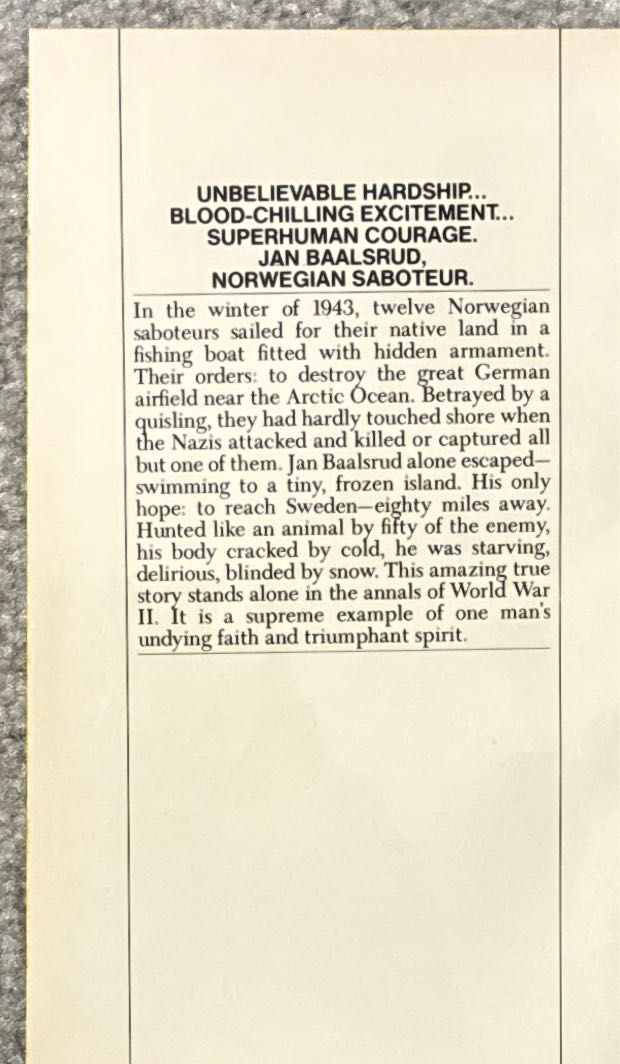 UNBELIEVABLE HARDSHIP...
BLOOD-CHILLING EXCITEMENT...
SUPERHUMAN COURAGE.
JAN BAALSRUD,
NORWEGIAN SABOTEUR.
In the winter of 1943, twelve Norwegian
saboteurs sailed for their native land in a
fishing boat fitted with hidden armament.
Their orders: to destroy the great German
airfield near the Arctic Ocean. Betrayed by a
quisling, they had hardly touched shore when
the Nazis attacked and killed or captured all
but one of them. Jan Baalsrud alone escaped—
swimming to a tiny, frozen island. His only
hope: to reach Sweden—eighty miles away.
Hunted like an animal by fifty of the enemy,
his body cracked by cold, he was starving,
delirious, blinded by snow. This amazing true
story stands alone in the annals of World War
II. It is a supreme example of one man's
undying faith and triumphant spirit.